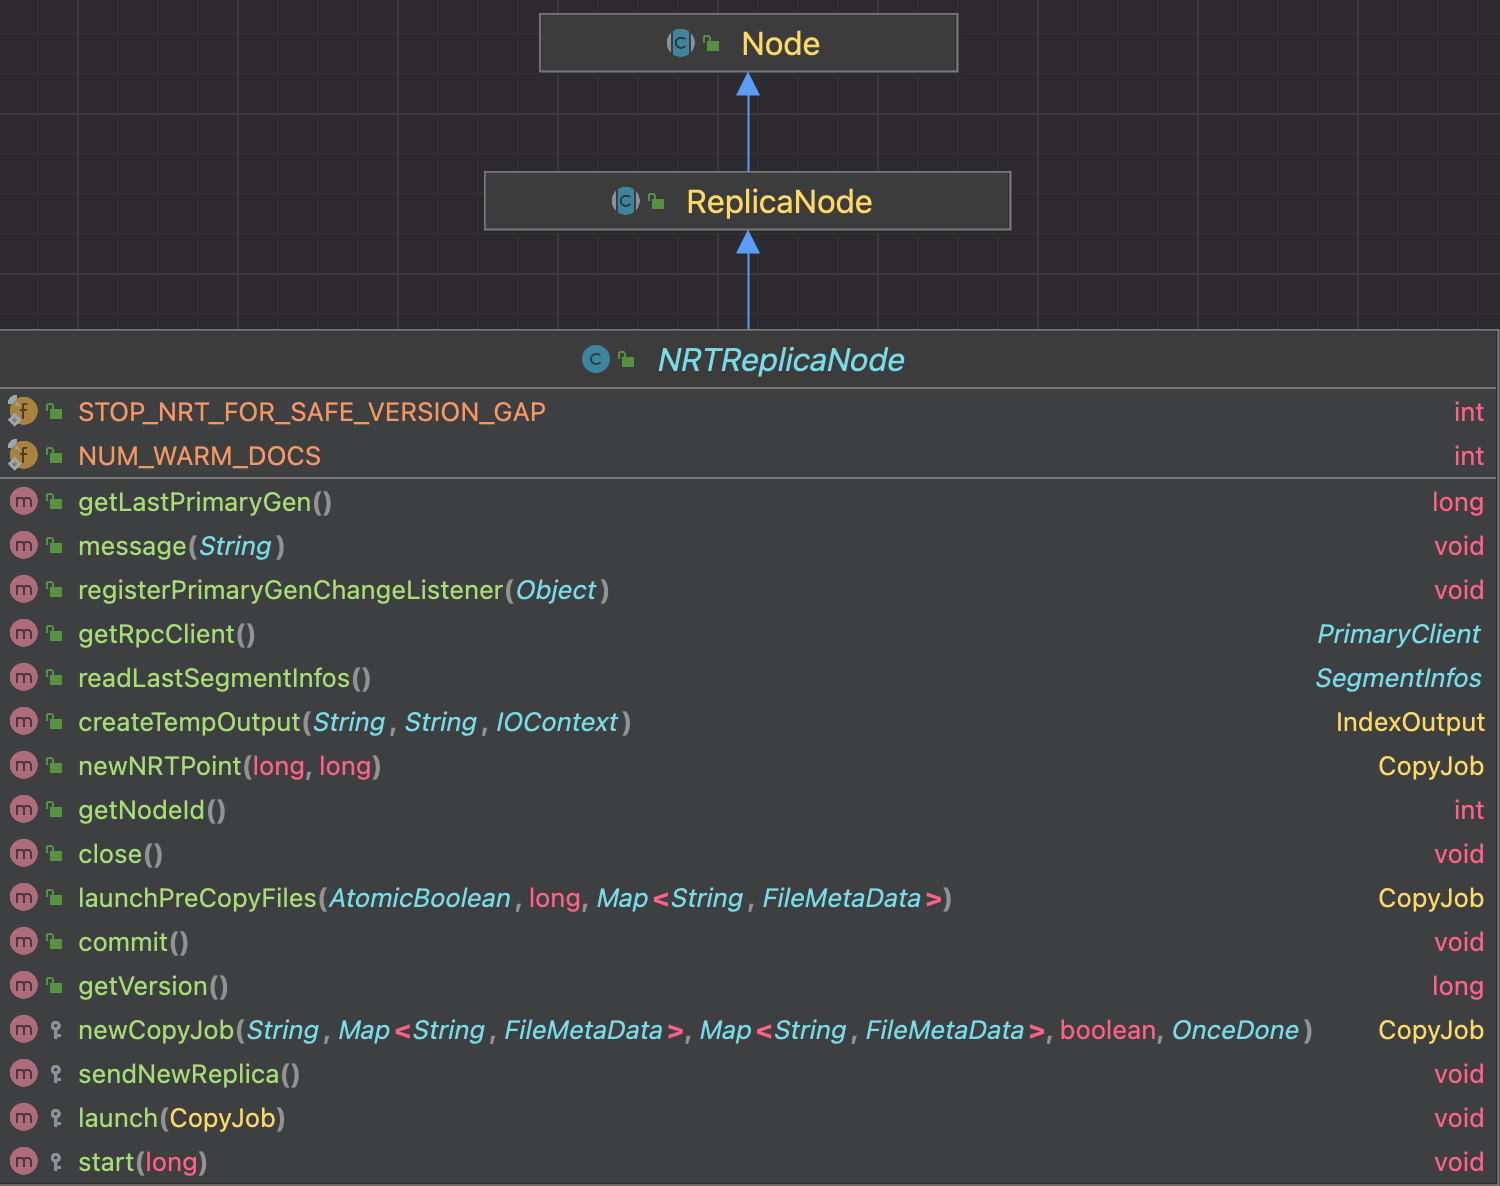 Node
ReplicaNode
NRTReplicaNode
STOP_NRT_FOR_SAFE_VERSION_GAP int
NUM_WARM_DOCS int
getLastPrimaryGen() long
message(String) void
registerPrimaryGenChangeListener(Object) void
getRpcClient() PrimaryClient
readLastSegmentInfos() SegmentInfos
createTempOutput(String, String, IOContext) IndexOutput
newNRTPoint(long, long) CopyJob
getNodeId() int
close() void
launchPreCopyFiles(AtomicBoolean, long, Map<String, FileMetaData>) CopyJob
commit() void
getVersion() long
newCopyJob(String, Map<String, FileMetaData>, Map<String, FileMetaData>, boolean, OnceDone) CopyJob
sendNewReplica() void
launch(CopyJob) void
start(long) void